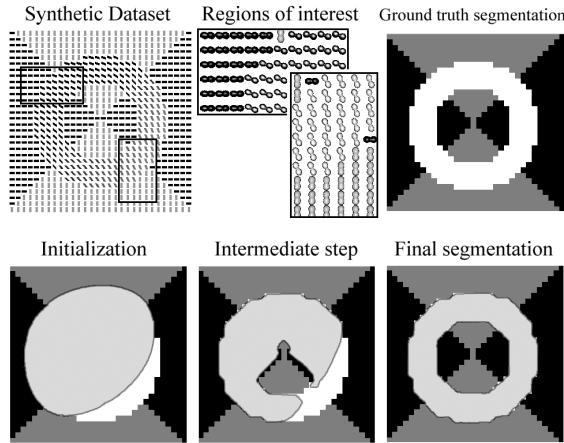 Synthetic Dataset
Regions of interest
Ground truth segmentation
Initialization
Intermediate step
Final segmentation